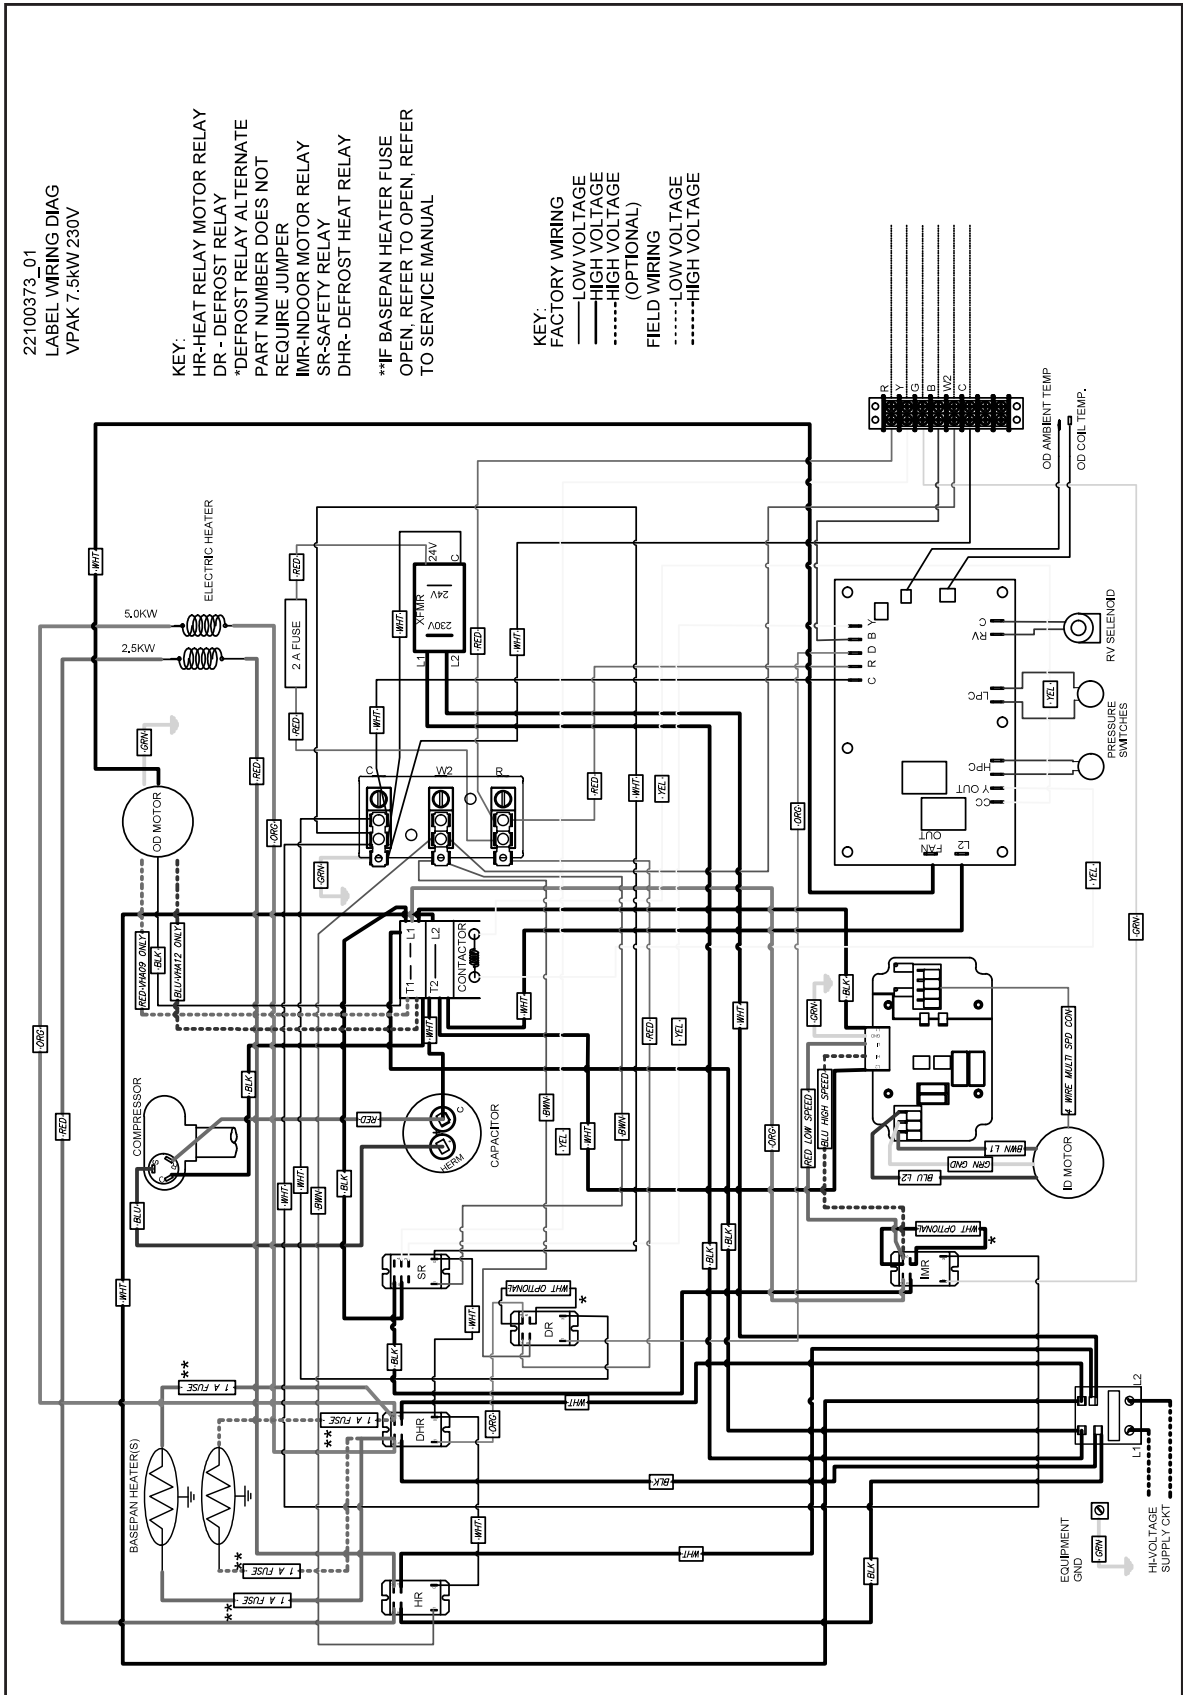 22100373_01
LABEL WIRING DIAG
VPAK 7.5kW 230V
KEY:
HR-HEAT RELAY MOTOR RELAY
DR - DEFROST RELAY
*DEFROST RELAY ALTERNATE
PART NUMBER DOES NOT
REQUIRE JUMPER
IMR-INDOOR MOTOR RELAY
SR-SAFETY RELAY
DHR- DEFROST HEAT RELAY
**IF BASEPAN HEATER FUSE
OPEN, REFER TO OPEN, REFER
TO SERVICE MANUAL
KEY:
FACTORY WIRING
LOW VOLTAGE
HIGH VOLTAGE
HIGH VOLTAGE
(OPTIONAL)
FIELD WIRING
LOW VOLTAGE
HIGH VOLTAGE
WHT
5.0KW
2.5KW
ELECTRIC HEATER
GRN
OD MOTOR
RED
ORG
RED
2 A FUSE
RED
GRN
WHT
WHT
24V
C
XFMR
24V
230V
L1
L2
RED
WHT
C
W2
R
RED
WHT
YEL
R
Y
G
B
W2
C
OD AMBIENT TEMP
OD COIL TEMP.
Y
B
D
R
C
C
RV
RV SELENOID
LPC
YEL
PRESSURE
SWITCHES
HPC
Y OUT
CC
FAN
OUT
L2
ORG
YEL
GRN
RED-VHA09 ONLY
BLK
BLU-VHA12 ONLY
L1
L2
T1
T2
CONTACTOR
WHT
WHT
RED
YEL
WHT
GRN
BLK
ORG
RED
COMPRESSOR
S
R
C
BLK
BLU
RED
C
HERM
CAPACITOR
WHT
WHT
BWN
BLK
BWN
YEL
WHT
BWN
ORG
RED LOW SPEED
BLU HIGH SPEED
4 WIRE MULTI SPD CON
BWN L1
GRN GND
BLU L2
ID MOTOR
BLK
BLK
WHT
SR
WHT
WHT OPTIONAL
*
DR
BLK
WHT OPTIONAL
*
IMR
**
1 A FUSE
1 A FUSE
**
DHR
ORG
WHT
BASEPAN HEATER(S)
BLK
WHT
**
1 A FUSE
1 A FUSE
**
HR
WHT
BLK
L2
L1
EQUIPMENT
GND
GRN
HI-VOLTAGE
SUPPLY CKT